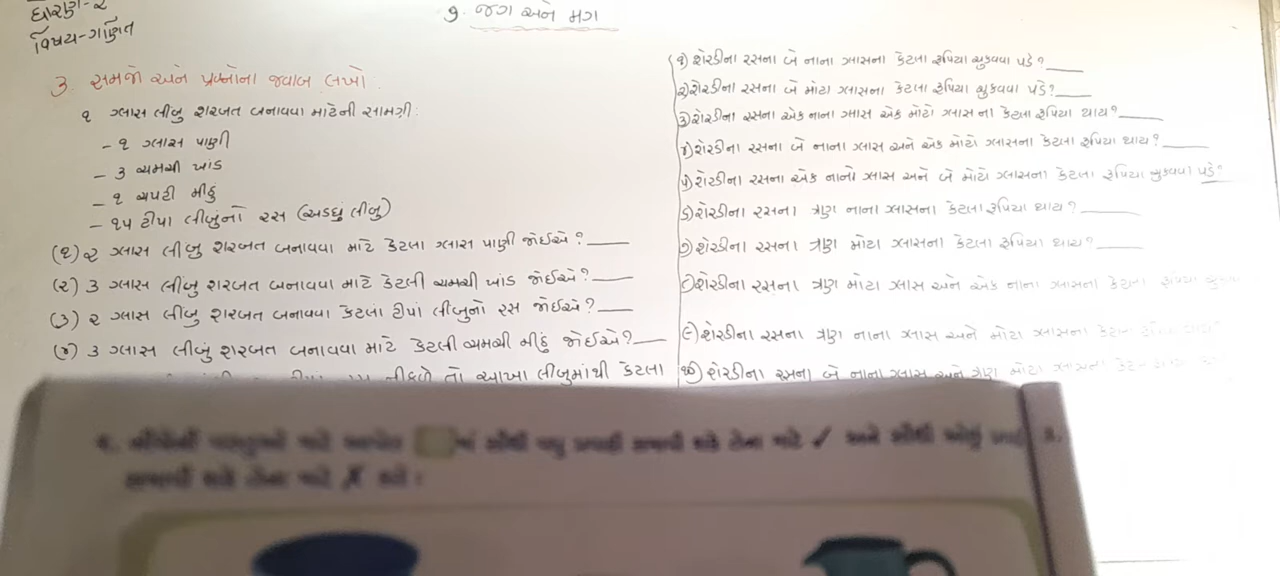 ધોરણ-૨
વિષય-ગણિત
૭. જગ અને મગ
૩. સમજો અને પ્રશ્નોના જવાબ લખો.
૧ ગ્લાસ લીંબુ શરબત બનાવવા માટેની સામગ્રી:
- ૧ ગ્લાસ પાણી
- ૩ ચમચી ખાંડ
- ૧ ચપટી મીઠું
- ૧૫ ટીપા લીંબુનો રસ (અડધું લીંબુ)
(૧) ૨ ગ્લાસ લીંબુ શરબત બનાવવા માટે કેટલા ગ્લાસ પાણી જોઈએ? ___
(૨) ૩ ગ્લાસ લીંબુ શરબત બનાવવા માટે કેટલી ચમચી ખાંડ જોઈએ? ___
(૩) ૨ ગ્લાસ લીંબુ શરબત બનાવવા કેટલાં ટીપાં લીંબુનો રસ જોઈએ? ___
(૪) ૩ ગ્લાસ લીંબુ શરબત બનાવવા માટે કેટલી ચમચી મીઠું જોઈએ? ___
નીકળે તો આખા લીંબુમાંથી કેટલા
૧) શેરડીના રસના બે નાના ગ્લાસના કેટલા રૂપિયા ચુકવવા પડે? ___
૨) શેરડીના રસના બે મોટા ગ્લાસના કેટલા રૂપિયા ચુકવવા પડે? ___
૩) શેરડીના રસના એક નાના ગ્લાસ એક મોટો ગ્લાસ ના કેટલા રૂપિયા થાય? ___
૪) શેરડીના રસના બે નાના ગ્લાસ અને એક મોટો ગ્લાસના કેટલા રૂપિયા થાય? ___
૫) શેરડીના રસના એક નાનો ગ્લાસ અને બે મોટો ગ્લાસના કેટલા રૂપિયા ચુકવવા પડે?
૬) શેરડીના રસના ત્રણ નાના ગ્લાસના કેટલા રૂપિયા થાય? ___
૭) શેરડીના રસના ત્રણ મોટા ગ્લાસના કેટલા રૂપિયા થાય? ___
૮) શેરડીના રસના ત્રણ મોટા ગ્લાસ અને એક નાના ગ્લાસના કેટલા રૂપિયા
૯) શેરડીના રસના ત્રણ નાના ગ્લાસ અને મોટા ગ્લાસના કેટલા
૧૦) શેરડીના રસના બે નાના ગ્લાસ અને ત્રણ મોટા ગ્લાસના